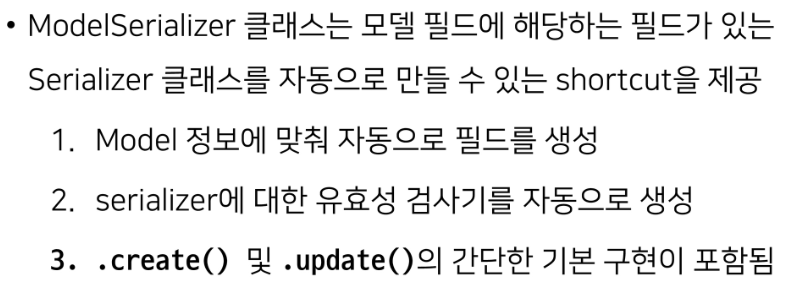 • ModelSerializer 클래스는 모델 필드에 해당하는 필드가 있는
Serializer 클래스를 자동으로 만들 수 있는 shortcut을 제공
1. Model 정보에 맞춰 자동으로 필드를 생성
2. serializer에 대한 유효성 검사기를 자동으로 생성
3. .create() 및 .update()의 간단한 기본 구현이 포함됨